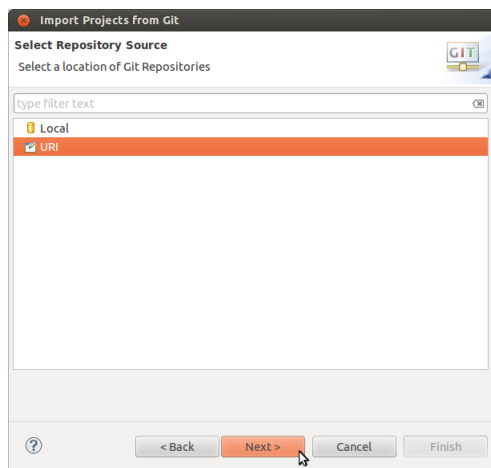 Import Projects from Git
Select Repository Source
Select a location of Git Repositories
GIT
type filter text
Local
URI
< Back Next > Cancel Finish